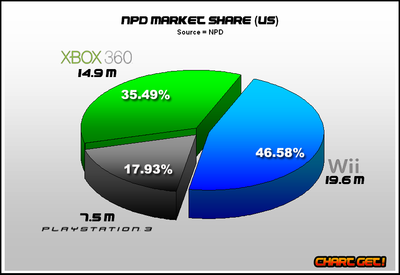 NPD MARKET SHARE (US)
Source = NPD
XBOX 360
14.9 M
35.49%
46.58%
17.93%
Wii
19.6 M
7.5 M
PLAYSTATION 3
CHART GET!